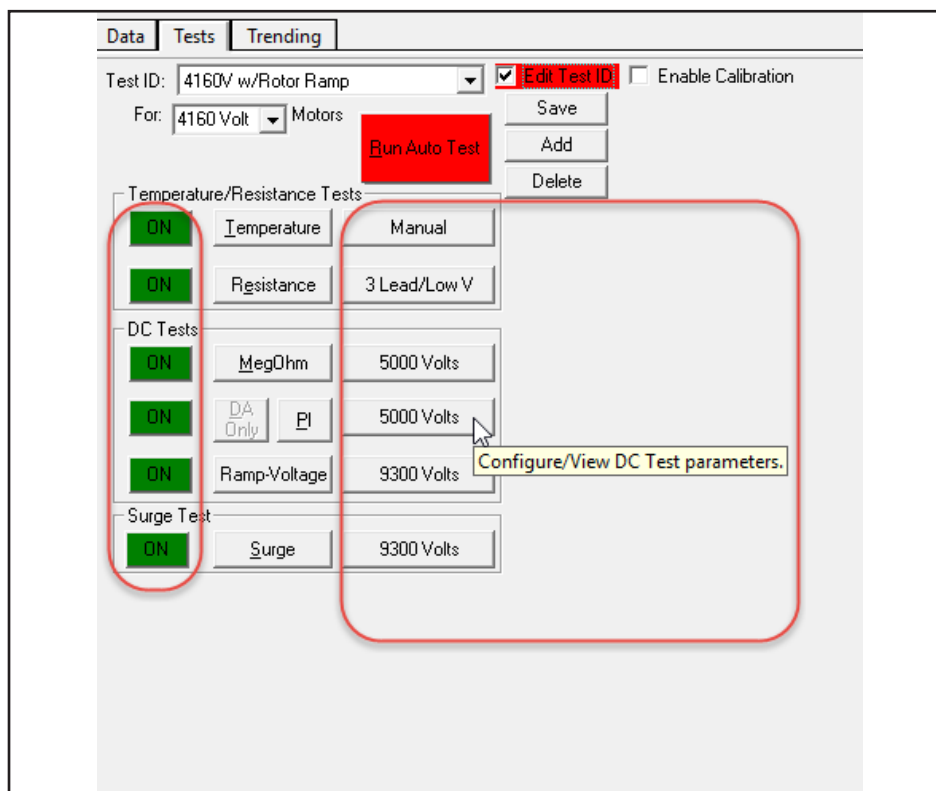 Data Tests Trending
Test ID: 4160V w/Rotor Ramp Edit Test ID Enable Calibration
For: 4160 Volt Motors Save
Run Auto Test Add
Delete
Temperature/Resistance Tests
ON Temperature Manual
ON Resistance 3 Lead/Low V
DC Tests
ON MegOhm 5000 Volts
ON DA Only PI 5000 Volts
Configure/View DC Test parameters.
ON Ramp-Voltage 9300 Volts
Surge Test
ON Surge 9300 Volts